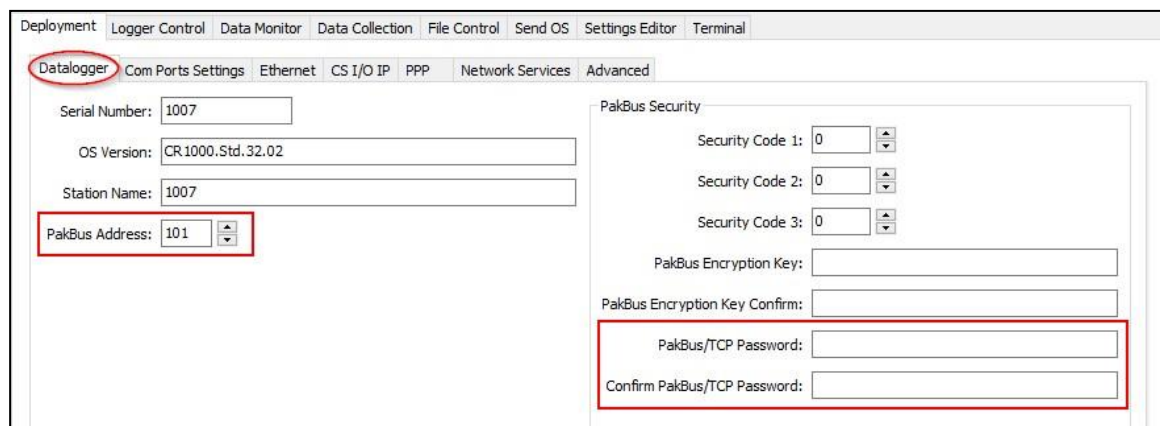 Deployment Logger Control Data Monitor Data Collection File Control Send OS Settings Editor Terminal
Datalogger Com Ports Settings Ethernet CS I/O IP PPP Network Services Advanced
Serial Number: 1007
OS Version: CR1000.Std.32.02
Station Name: 1007
PakBus Address: 101
PakBus Security
Security Code 1: 0
Security Code 2: 0
Security Code 3: 0
PakBus Encryption Key:
PakBus Encryption Key Confirm:
PakBus/TCP Password:
Confirm PakBus/TCP Password: